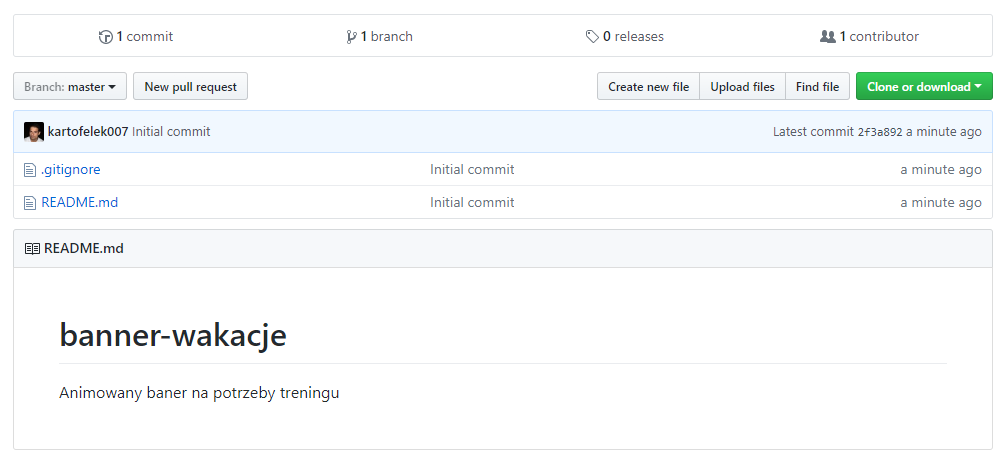 1 commit 1 branch 0 releases 1 contributor
Branch: master New pull request Create new file Upload files Find file Clone or download
kartofelek007 Initial commit Latest commit 2f3a892 a minute ago
.gitignore Initial commit a minute ago
README.md Initial commit a minute ago
README.md
banner-wakacje
Animowany baner na potrzeby treningu